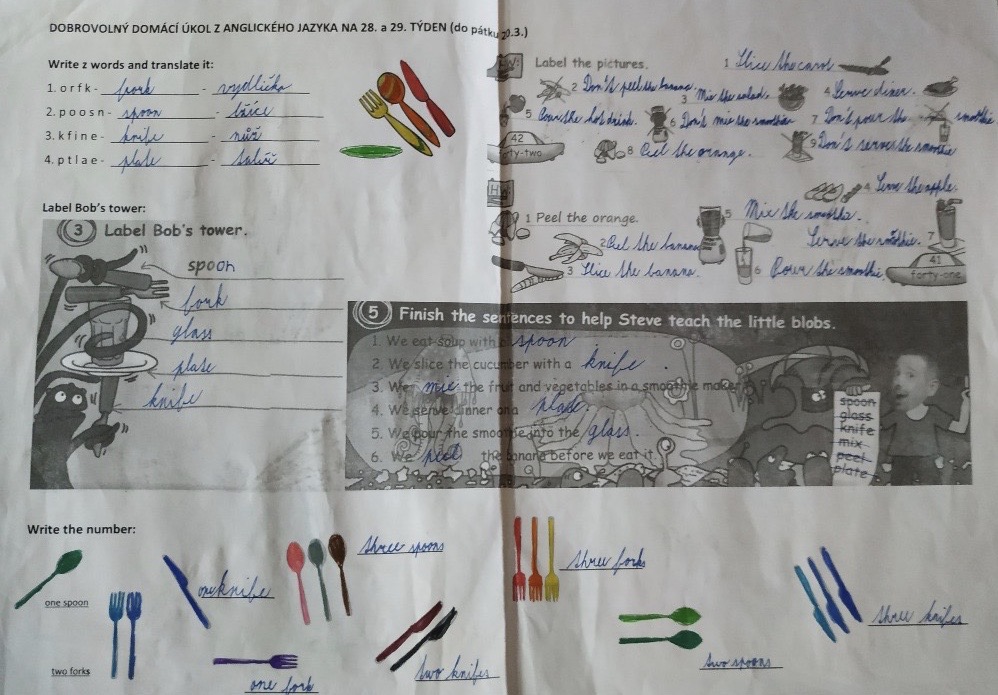 DOBROVOLNÝ DOMÁCÍ ÚKOL Z ANGLICKÉHO JAZYKA NA 28. a 29. TÝDEN (do pátku 20.3.)
Write z words and translate it:
1. o r f k - fork - vydlička
2. p o o s n - spoon - lžíce
3. k f i n e - knife - nůž
4. p t l a e - plate - talíř
Label Bob's tower:
3 Label Bob's tower.
spoon
fork
glass
plate
knife
Label the pictures.
1 Slice the carot
2 Don't peel the banana.
3 Mix the salad.
4 Serve diner.
5 Pour the hot drink.
6 Don't mix the smoothie
7 Don't pour the smoothie
8 Peel the orange.
9 Don't serve the smoothie
42
forty-two
1 Peel the orange.
2 Peel the banana
3 Slice the banana.
4 Serve the apple.
5 Mix the smoothie.
6 Pour the smoothie
Serve the smoothie. 7
41
forty-one
5 Finish the sentences to help Steve teach the little blobs.
1. We eat soup with a spoon
2. We slice the cucumber with a knife.
3. We mix the fruit and vegetables in a smoothie maker.
4. We serve dinner on a plate.
5. We pour the smoothie into the glass.
6. We peel the banana before we eat it.
spoon
glass
knife
mix
peel
plate
Write the number:
one spoon
one knife
three spoons
three forks
three knifes
two forks
one fork
two knifes
two spoons